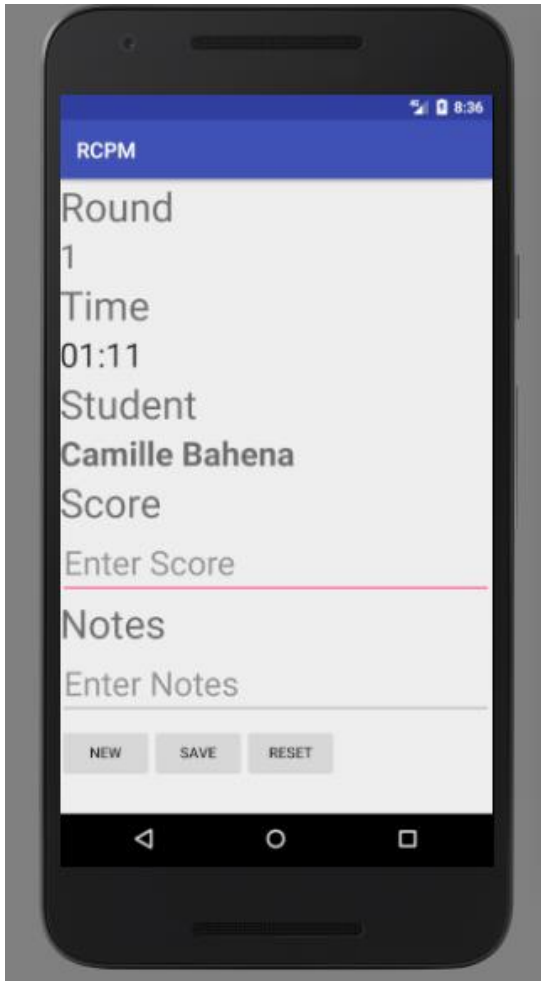 8:36
RCPM
Round
1
Time
01:11
Student
Camille Bahena
Score
Enter Score
Notes
Enter Notes
NEW SAVE RESET